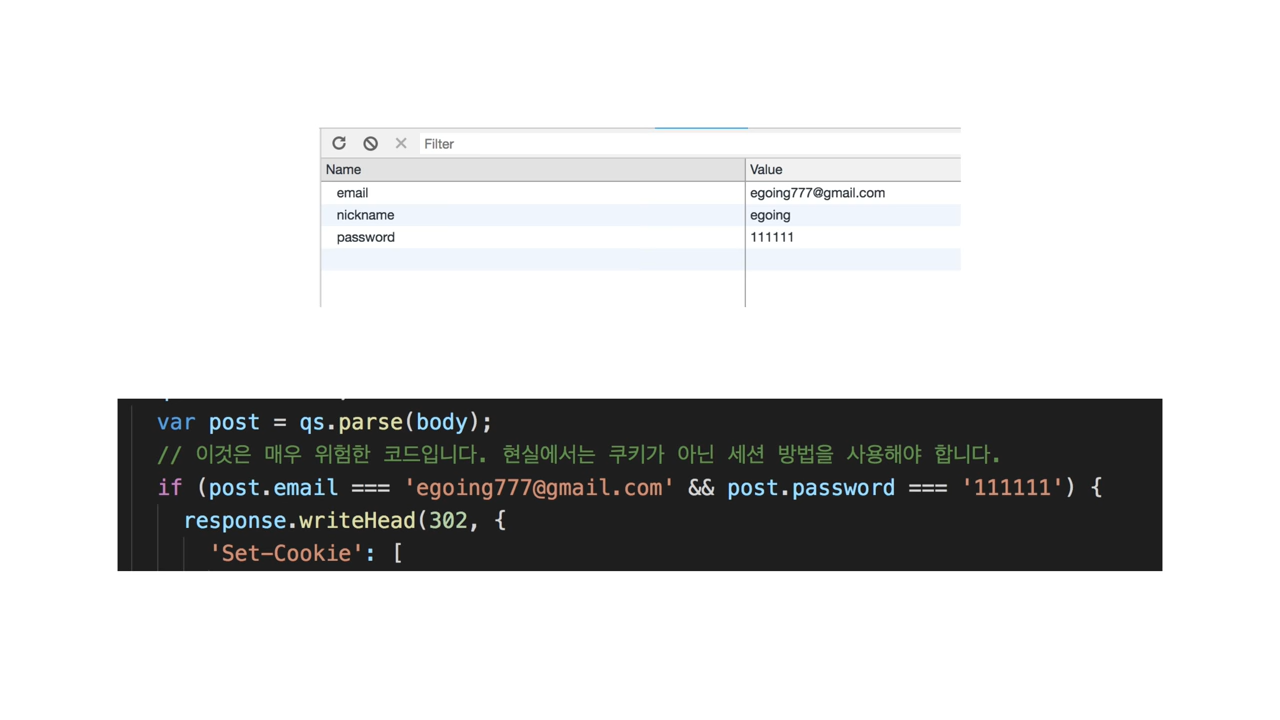 Filter
Name Value
email egoing777@gmail.com
nickname egoing
password 111111
var post = qs.parse(body);
// 이것은 매우 위험한 코드입니다. 현실에서는 쿠키가 아닌 세션 방법을 사용해야 합니다.
if (post.email === 'egoing777@gmail.com' && post.password === '111111') {
response.writeHead(302, {
'Set-Cookie': [